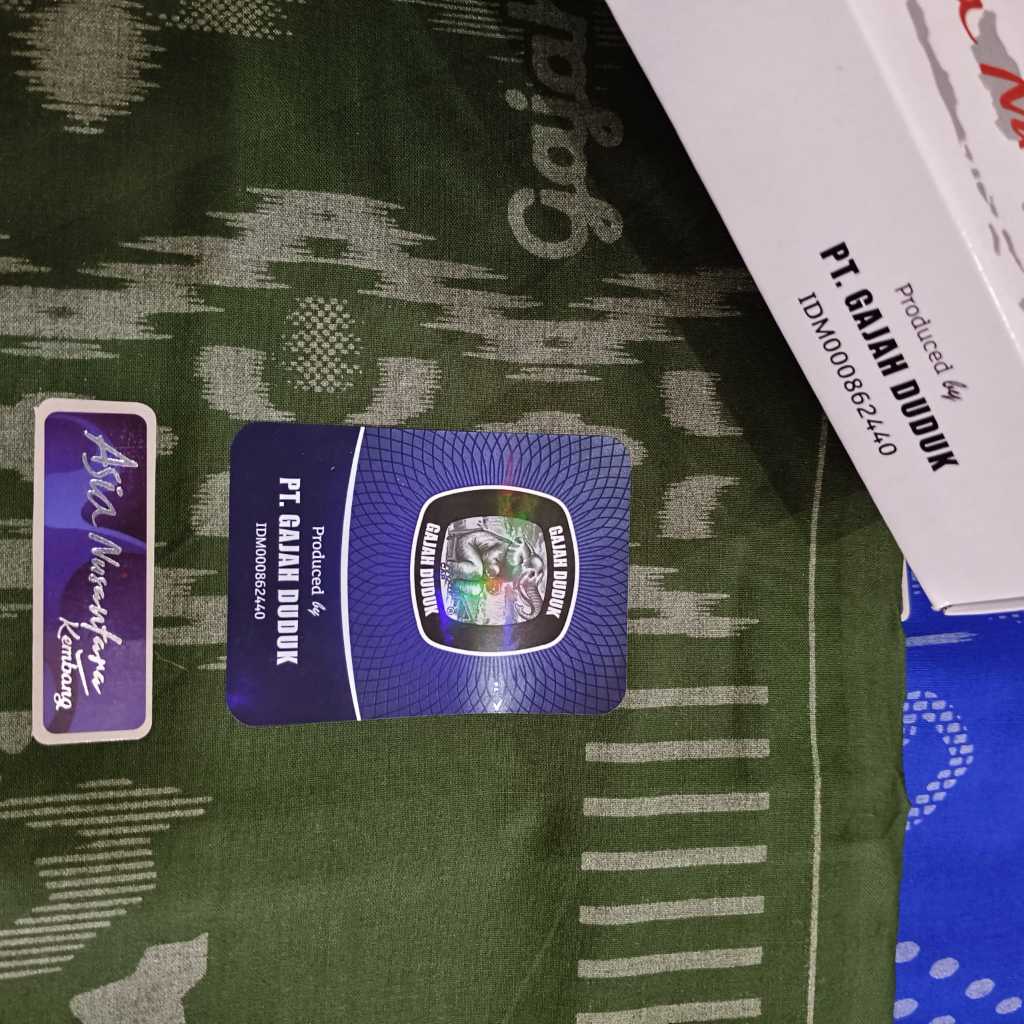 Gajah
Asia Nusantara
Kembang
Produced by
PT. GAJAH DUDUK
IDM000862440
GAJAH DUDUK
GAJAH DUDUK
Produced by
PT. GAJAH DUDUK
IDM000862440